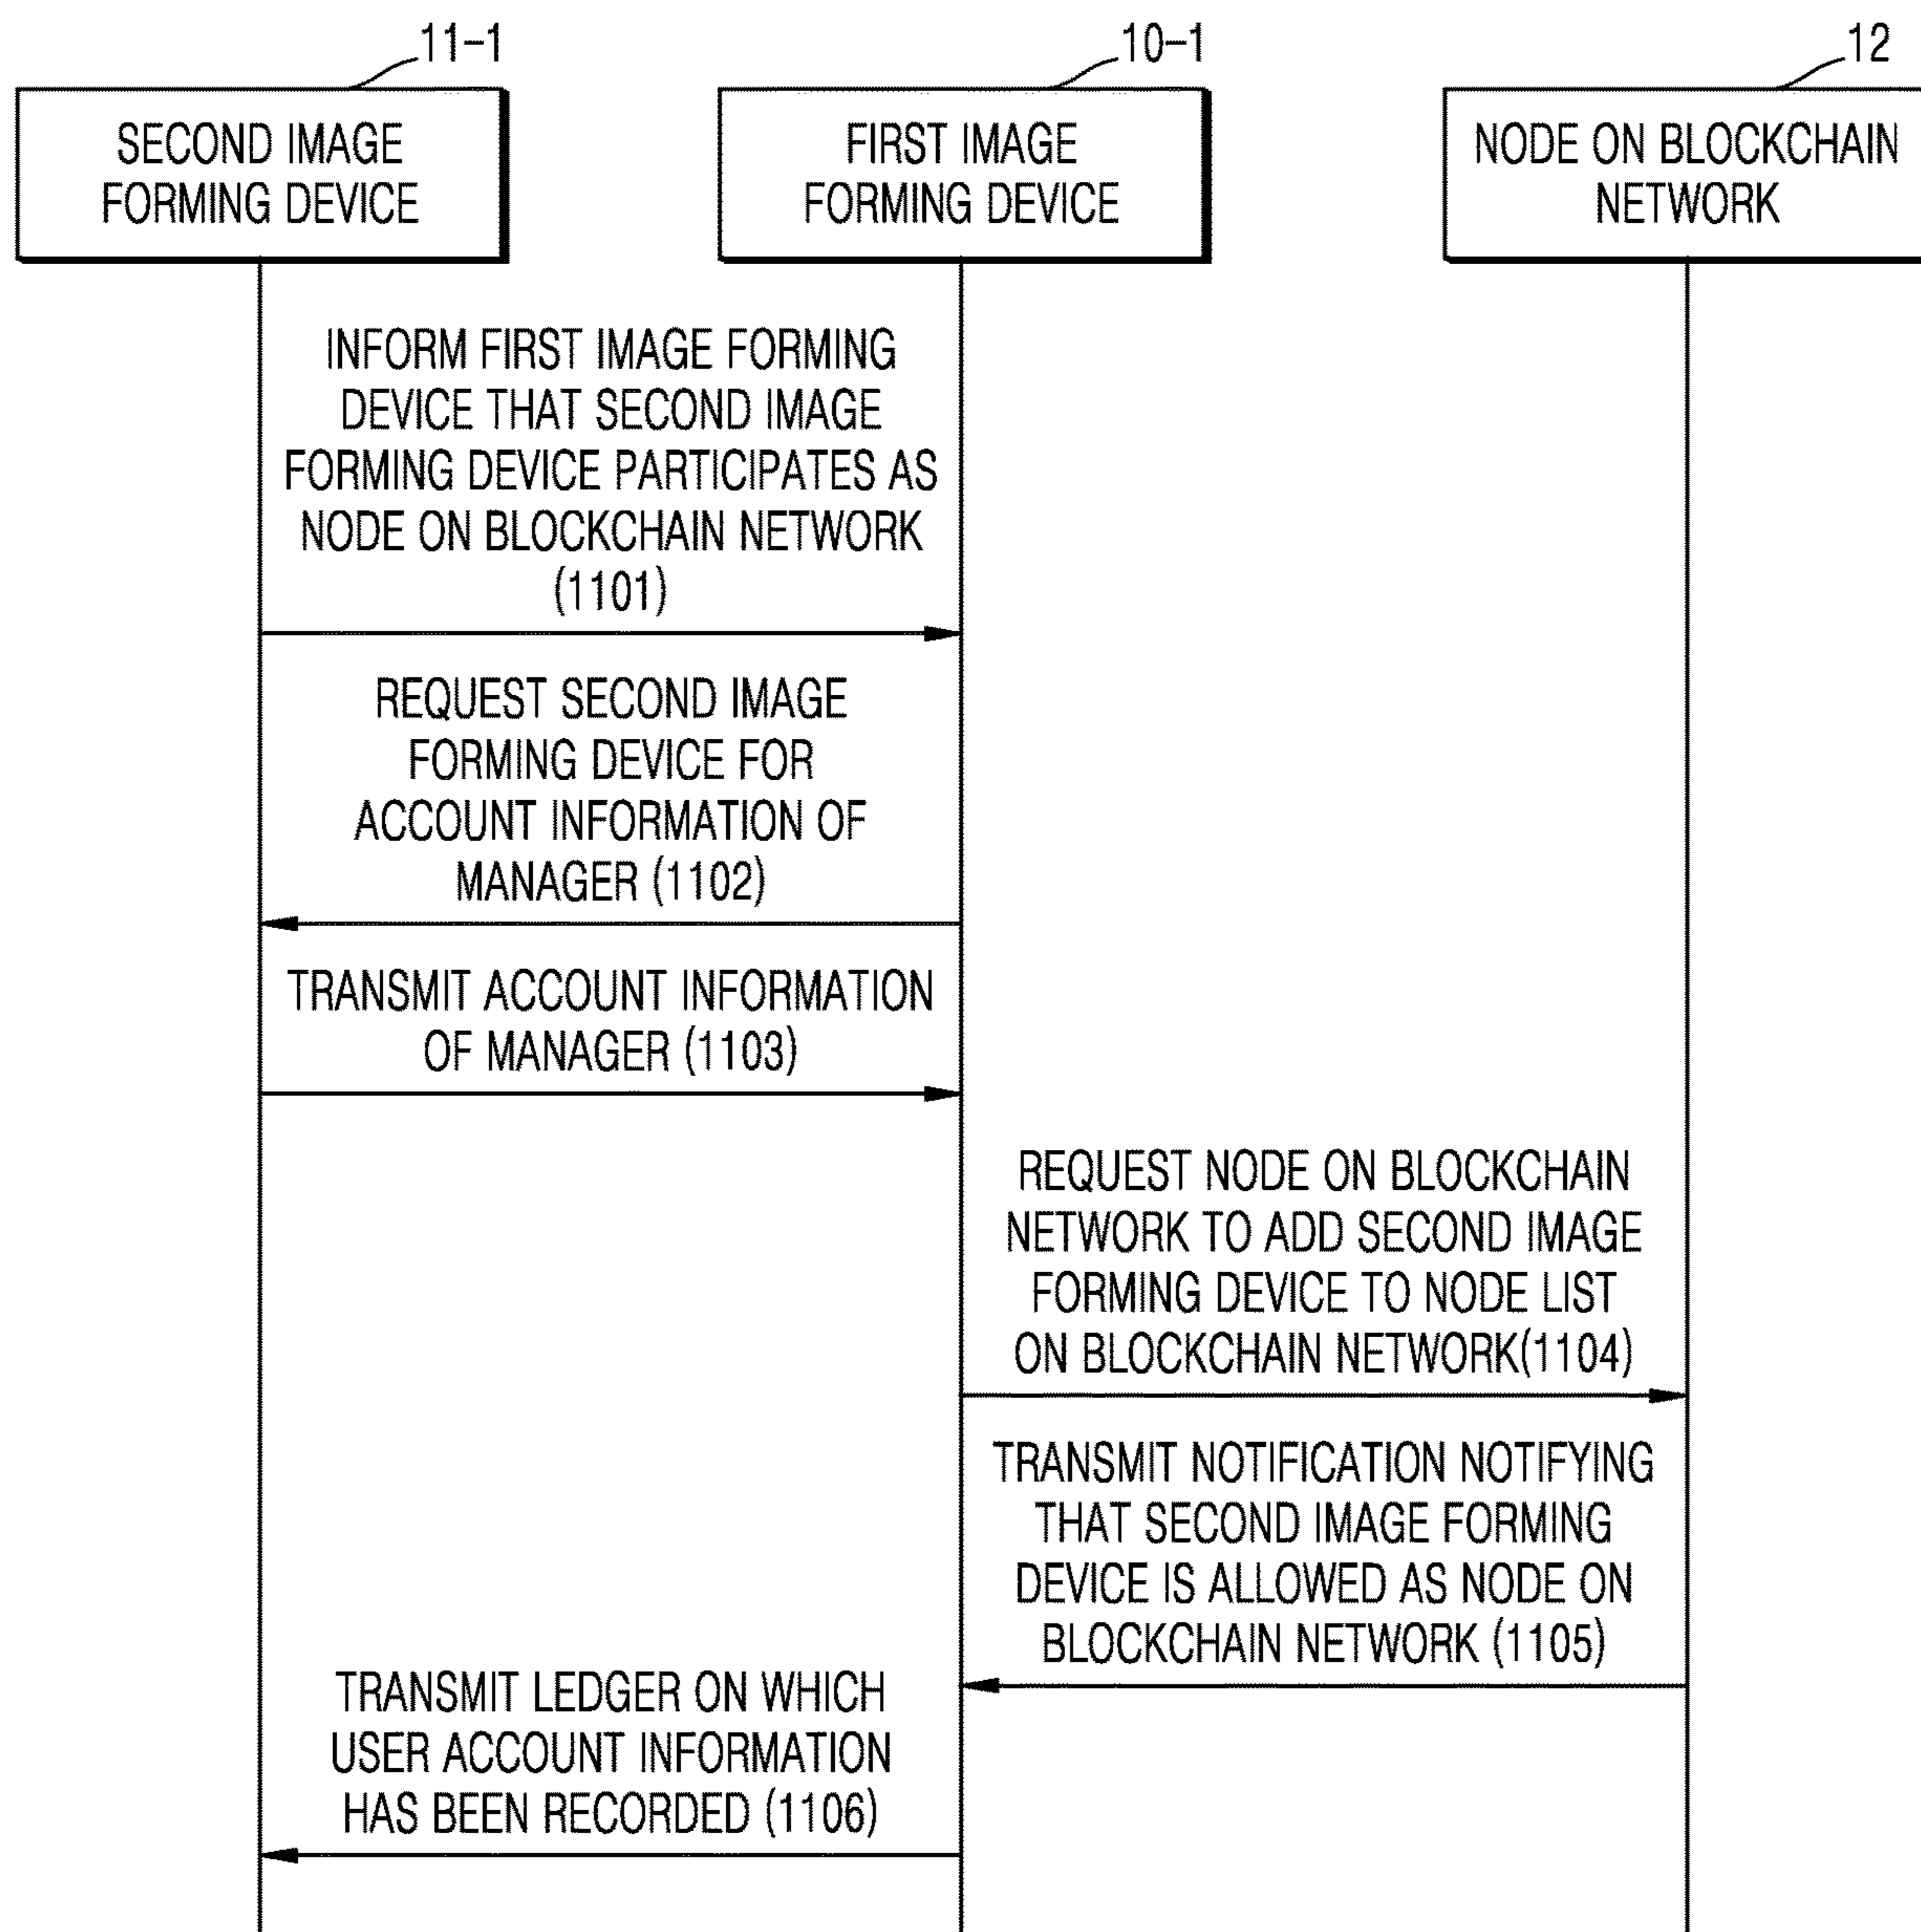 11-1
10-1
12
SECOND IMAGE
FORMING DEVICE
FIRST IMAGE
FORMING DEVICE
NODE ON BLOCKCHAIN
NETWORK
INFORM FIRST IMAGE FORMING
DEVICE THAT SECOND IMAGE
FORMING DEVICE PARTICIPATES AS
NODE ON BLOCKCHAIN NETWORK
(1101)
REQUEST SECOND IMAGE
FORMING DEVICE FOR
ACCOUNT INFORMATION OF
MANAGER (1102)
TRANSMIT ACCOUNT INFORMATION
OF MANAGER (1103)
REQUEST NODE ON BLOCKCHAIN
NETWORK TO ADD SECOND IMAGE
FORMING DEVICE TO NODE LIST
ON BLOCKCHAIN NETWORK(1104)
TRANSMIT NOTIFICATION NOTIFYING
THAT SECOND IMAGE FORMING
DEVICE IS ALLOWED AS NODE ON
BLOCKCHAIN NETWORK (1105)
TRANSMIT LEDGER ON WHICH
USER ACCOUNT INFORMATION
HAS BEEN RECORDED (1106)